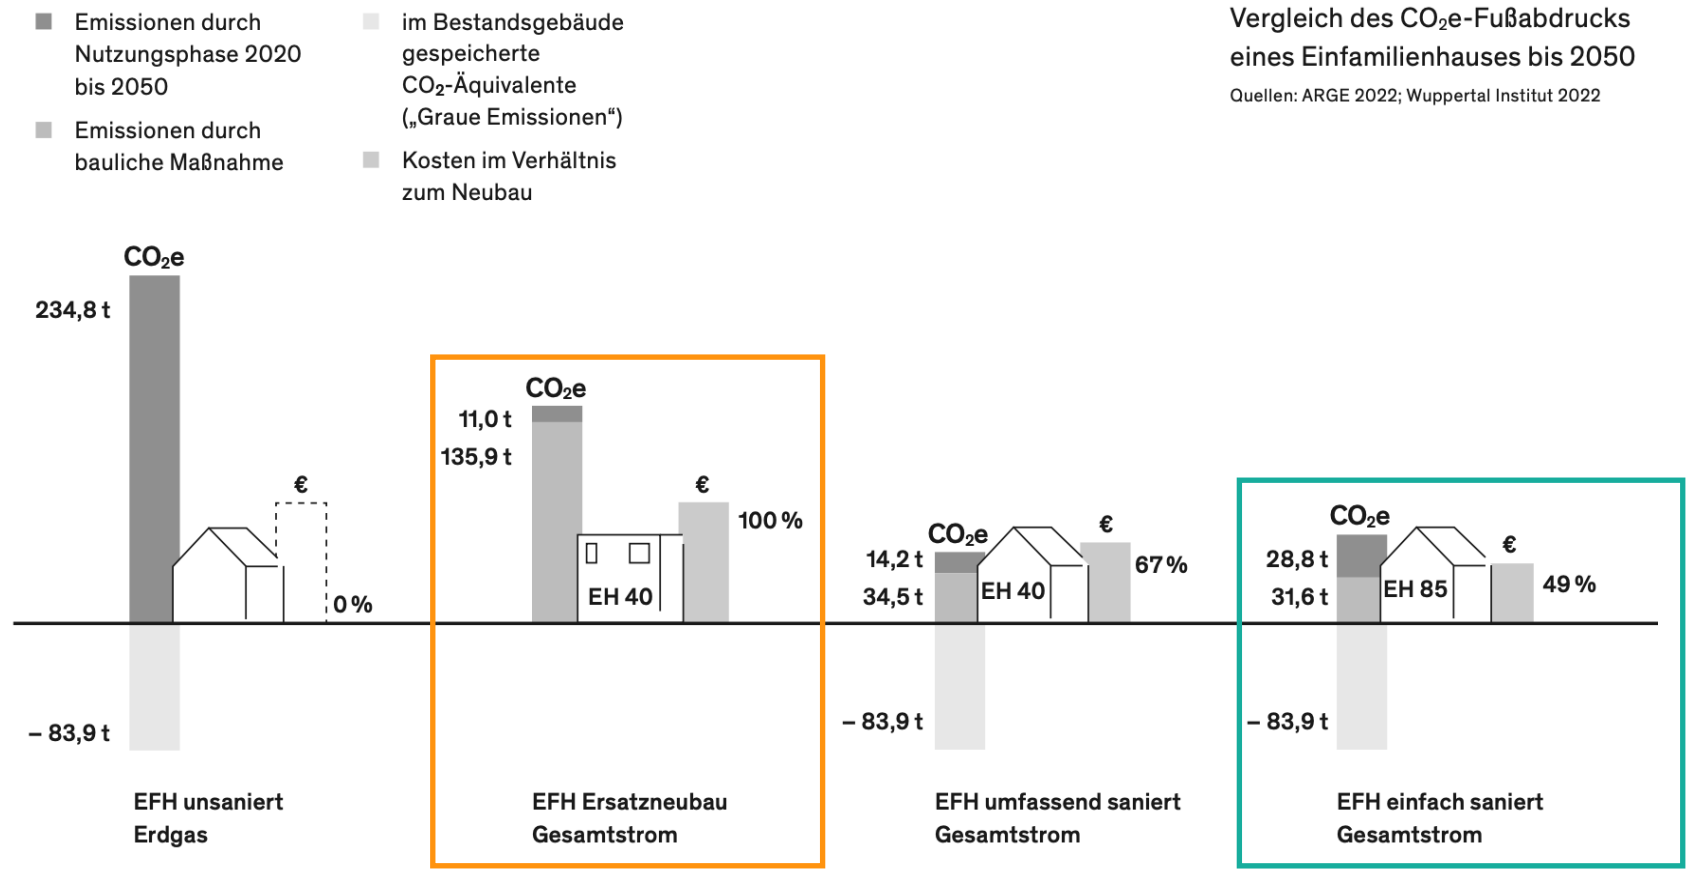 Emissionen durch
Nutzungsphase 2020
bis 2050
Emissionen durch
bauliche Maßnahme
im Bestandsgebäude
gespeicherte
CO₂-Äquivalente
(„Graue Emissionen“)
Kosten im Verhältnis
zum Neubau
Vergleich des CO₂e-Fußabdrucks
eines Einfamilienhauses bis 2050
Quellen: ARGE 2022; Wuppertal Institut 2022
CO₂e
234,8 t
€
0 %
– 83,9 t
EFH unsaniert
Erdgas
CO₂e
11,0 t
135,9 t
€
100 %
EH 40
EFH Ersatzneubau
Gesamtstrom
CO₂e
14,2 t
34,5 t
€
67 %
EH 40
– 83,9 t
EFH umfassend saniert
Gesamtstrom
CO₂e
28,8 t
31,6 t
€
49 %
EH 85
– 83,9 t
EFH einfach saniert
Gesamtstrom